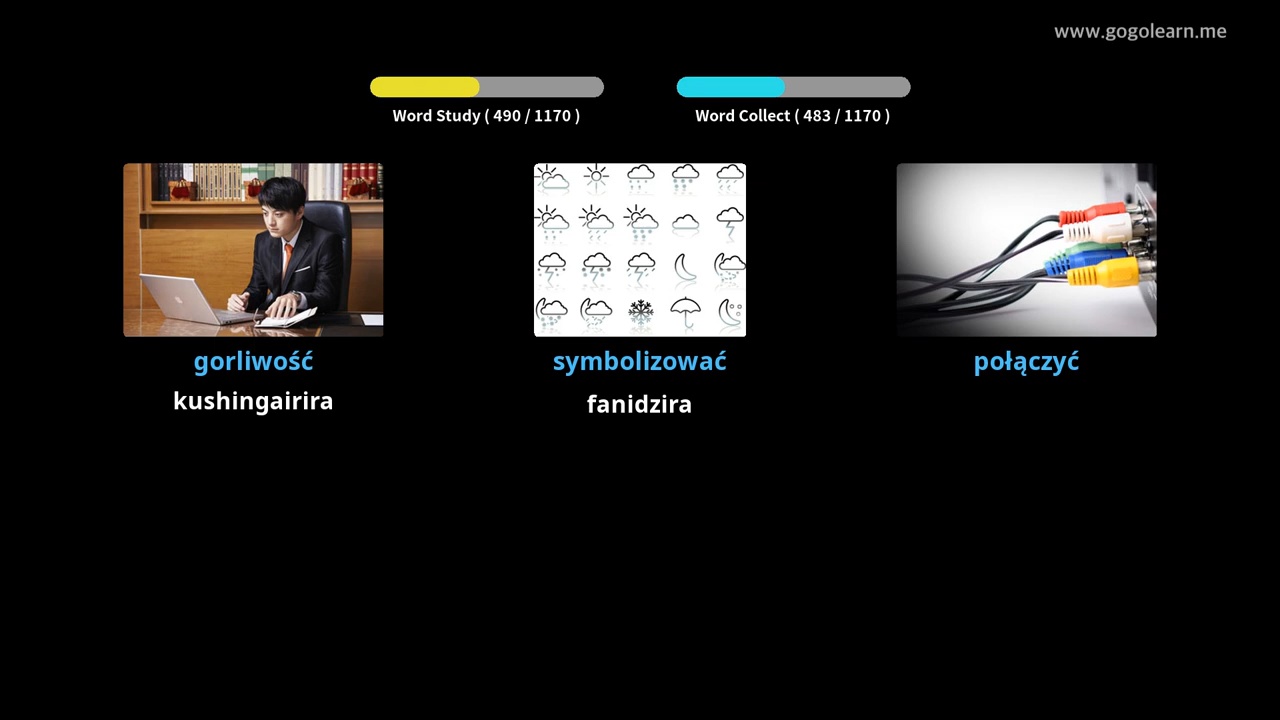 www.gogolearn.me
Word Study ( 490 / 1170 )
Word Collect ( 483 / 1170 )
gorliwość
symbolizować
połączyć
kushingairira
fanidzira